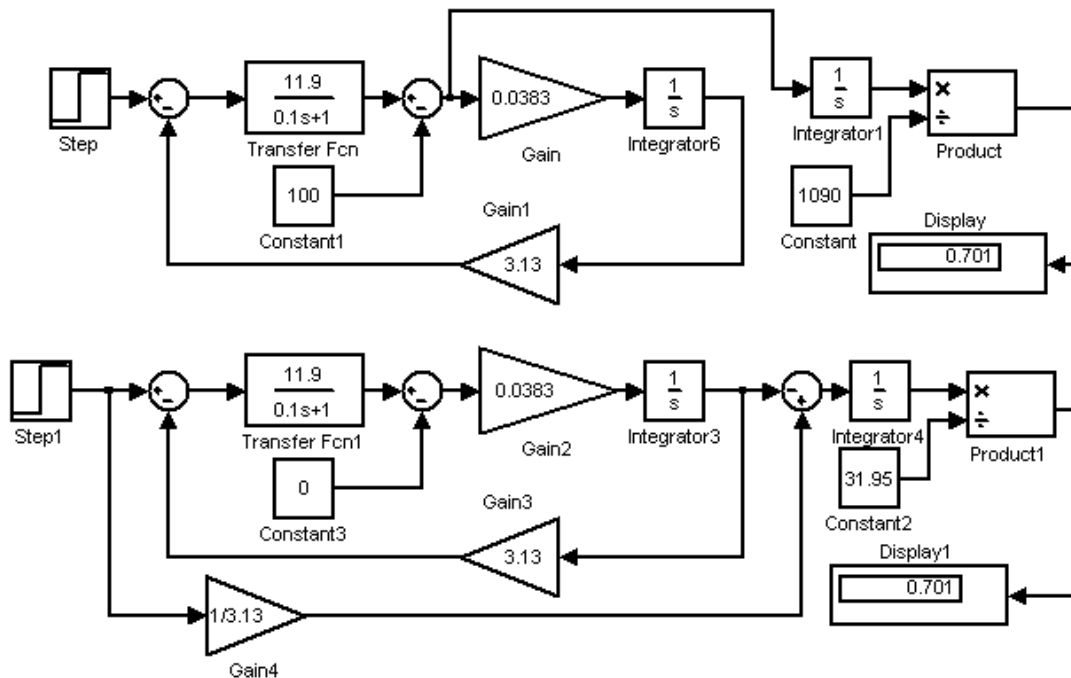 Step
11.9
0.1s+1
Transfer Fcn
100
Constant1
0.0383
Gain
1
s
Integrator6
Gain1
3.13
1
s
Integrator1
1090
Constant
×
÷
Product
Display
0.701
Step1
11.9
0.1s+1
Transfer Fcn1
0
Constant3
0.0383
Gain2
1
s
Integrator3
Gain3
3.13
1/3.13
Gain4
1
s
Integrator4
31.95
Constant2
×
÷
Product1
Display1
0.701